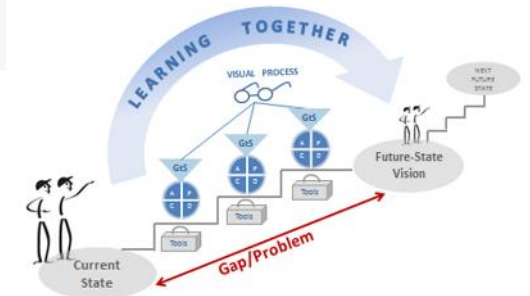 LEARNING TOGETHER
VISUAL PROCESS
NEXT
FUTURE
STATE
GtS
GtS
GtS
A P
C D
A P
C D
A P
C D
Tools
Tools
Tools
Future-State
Vision
Gap/Problem
Current
State